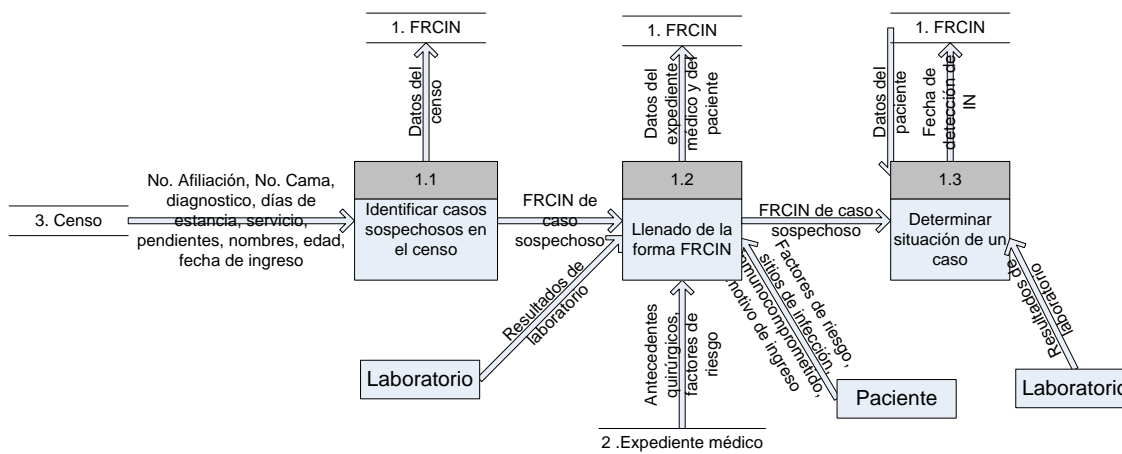 1. FRCIN
1. FRCIN
1. FRCIN
Datos del
censo
Datos del
expediente
médico y del
paciente
Datos del
paciente
Fecha de
detección de
IN
1.1
Identificar casos
sospechosos en
el censo
1.2
Llenado de la
forma FRCIN
1.3
Determinar
situación de un
caso
3. Censo
No. Afiliación, No. Cama,
diagnostico, días de
estancia, servicio,
pendientes, nombres, edad,
fecha de ingreso
FRCIN de
caso
sospechoso
FRCIN de caso
sospechoso
Resultados de
laboratorio
Antecedentes
quirúrgicos,
factores de
riesgo
Factores de riesgo,
sitios de infección,
inmunocomprometido,
motivo de ingreso
Resultados de
laboratorio
Laboratorio
Paciente
Laboratorio
2 .Expediente médico